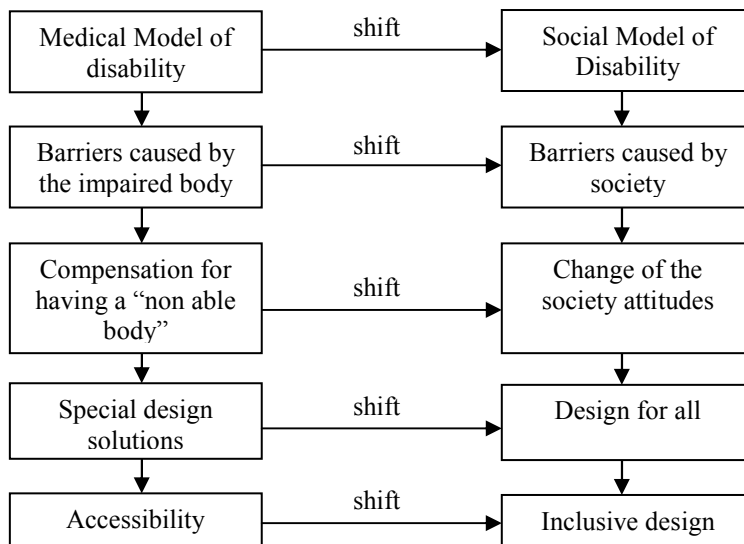 Medical Model of
disability
shift
Social Model of
Disability
Barriers caused by
the impaired body
shift
Barriers caused by
society
Compensation for
having a “non able
body”
shift
Change of the
society attitudes
Special design
solutions
shift
Design for all
Accessibility
shift
Inclusive design